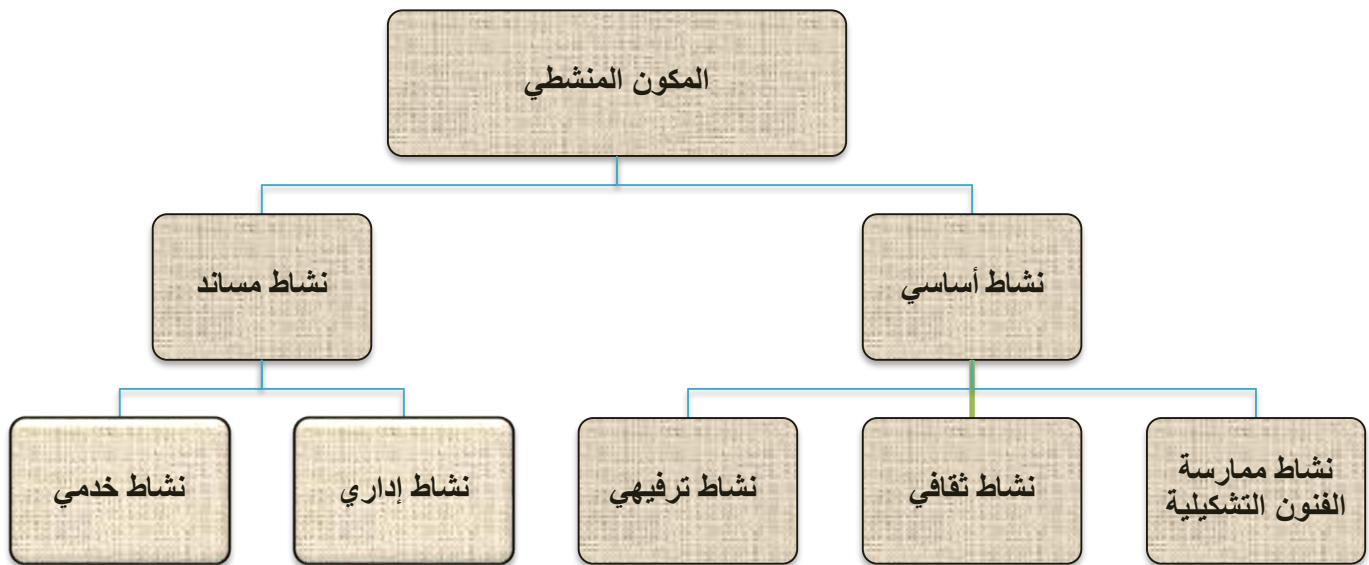 المكون المنشطي
نشاط أساسي
نشاط مساند
نشاط ممارسة
الفنون التشكيلية
نشاط ثقافي
نشاط ترفيهي
نشاط إداري
نشاط خدمي